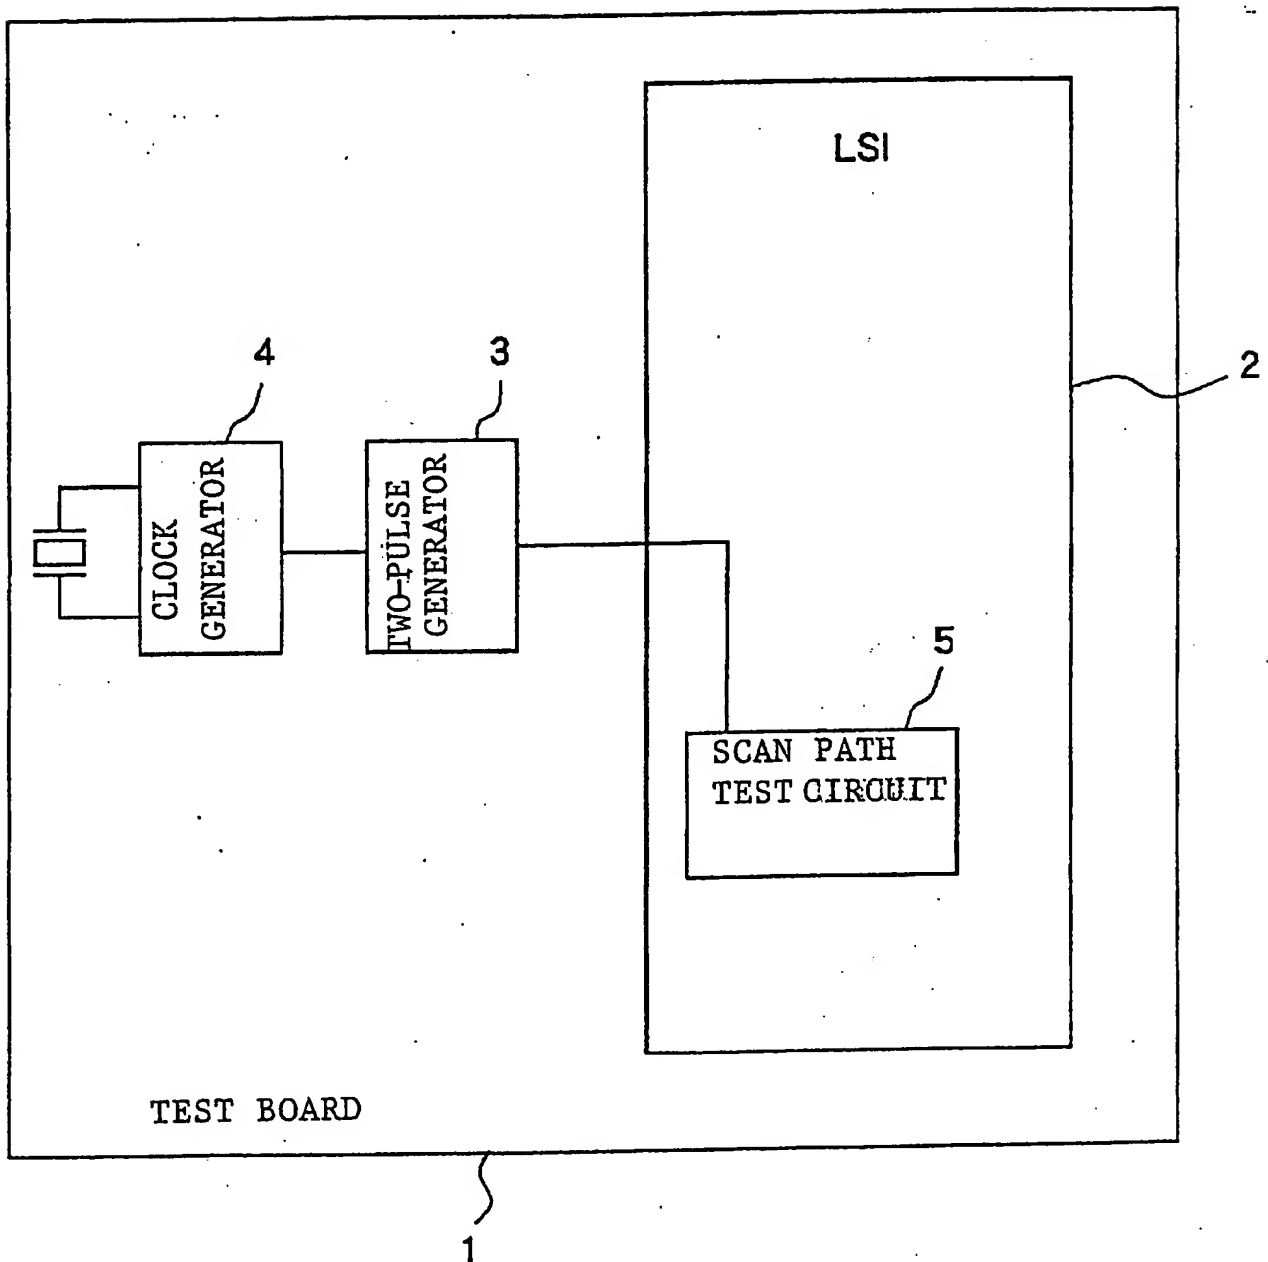 LSI
4
3
2
CLOCK
GENERATOR
TWO-PULSE
GENERATOR
5
SCAN PATH
TEST CIRCUIT
TEST BOARD
1